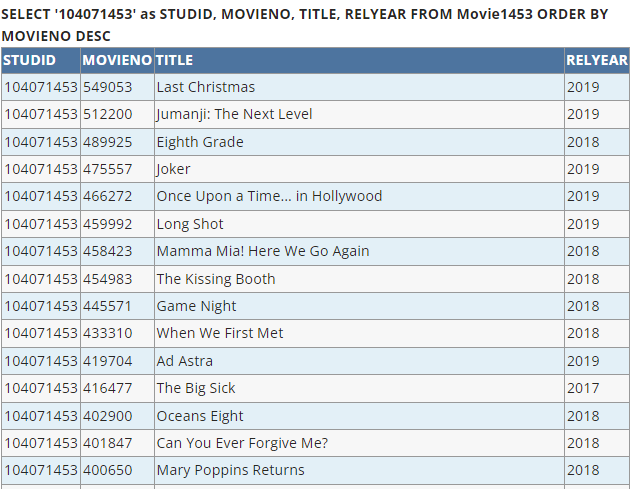 SELECT '104071453' as STUDID, MOVIENO, TITLE, RELYEAR FROM Movie1453 ORDER BY
MOVIENO DESC
STUDID MOVIENO TITLE RELYEAR
104071453 549053 Last Christmas 2019
104071453 512200 Jumanji: The Next Level 2019
104071453 489925 Eighth Grade 2018
104071453 475557 Joker 2019
104071453 466272 Once Upon a Time... in Hollywood 2019
104071453 459992 Long Shot 2019
104071453 458423 Mamma Mia! Here We Go Again 2018
104071453 454983 The Kissing Booth 2018
104071453 445571 Game Night 2018
104071453 433310 When We First Met 2018
104071453 419704 Ad Astra 2019
104071453 416477 The Big Sick 2017
104071453 402900 Oceans Eight 2018
104071453 401847 Can You Ever Forgive Me? 2018
104071453 400650 Mary Poppins Returns 2018